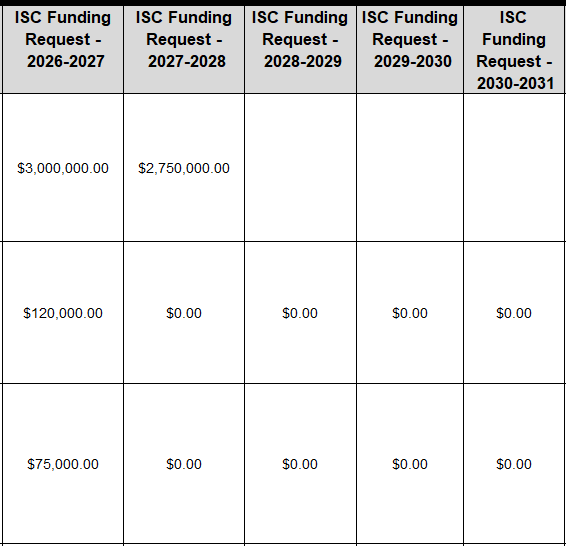 ISC Funding Request - 2026-2027
ISC Funding Request - 2027-2028
ISC Funding Request - 2028-2029
ISC Funding Request - 2029-2030
ISC Funding Request - 2030-2031
$3,000,000.00 $2,750,000.00
$120,000.00 $0.00 $0.00 $0.00 $0.00
$75,000.00 $0.00 $0.00 $0.00 $0.00